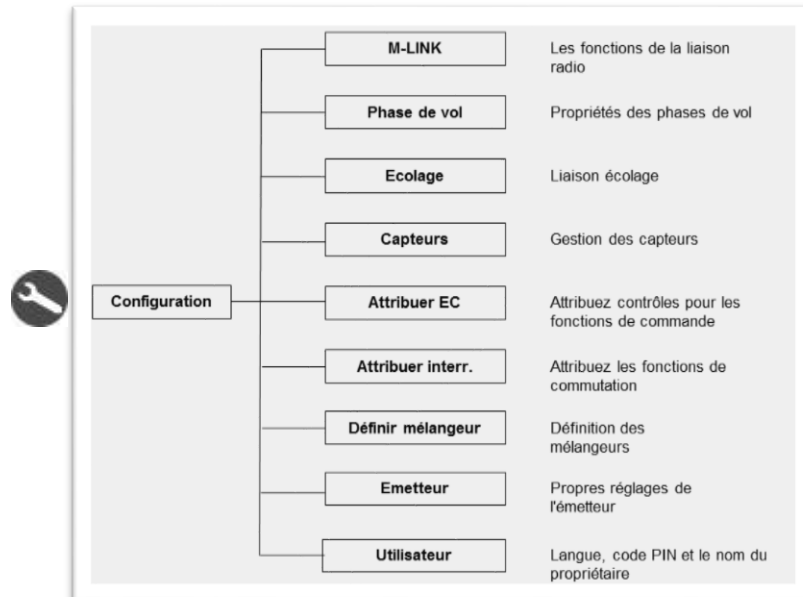 M-LINK
Les fonctions de la liaison
radio
Phase de vol
Propriétés des phases de vol
Ecolage
Liaison écolage
Capteurs
Gestion des capteurs
Configuration
Attribuer EC
Attribuez contrôles pour les
fonctions de commande
Attribuer interr.
Attribuez les fonctions de
commutation
Définir mélangeur
Définition des
mélangeurs
Emetteur
Propres réglages de
l'émetteur
Utilisateur
Langue, code PIN et le nom du
propriétaire